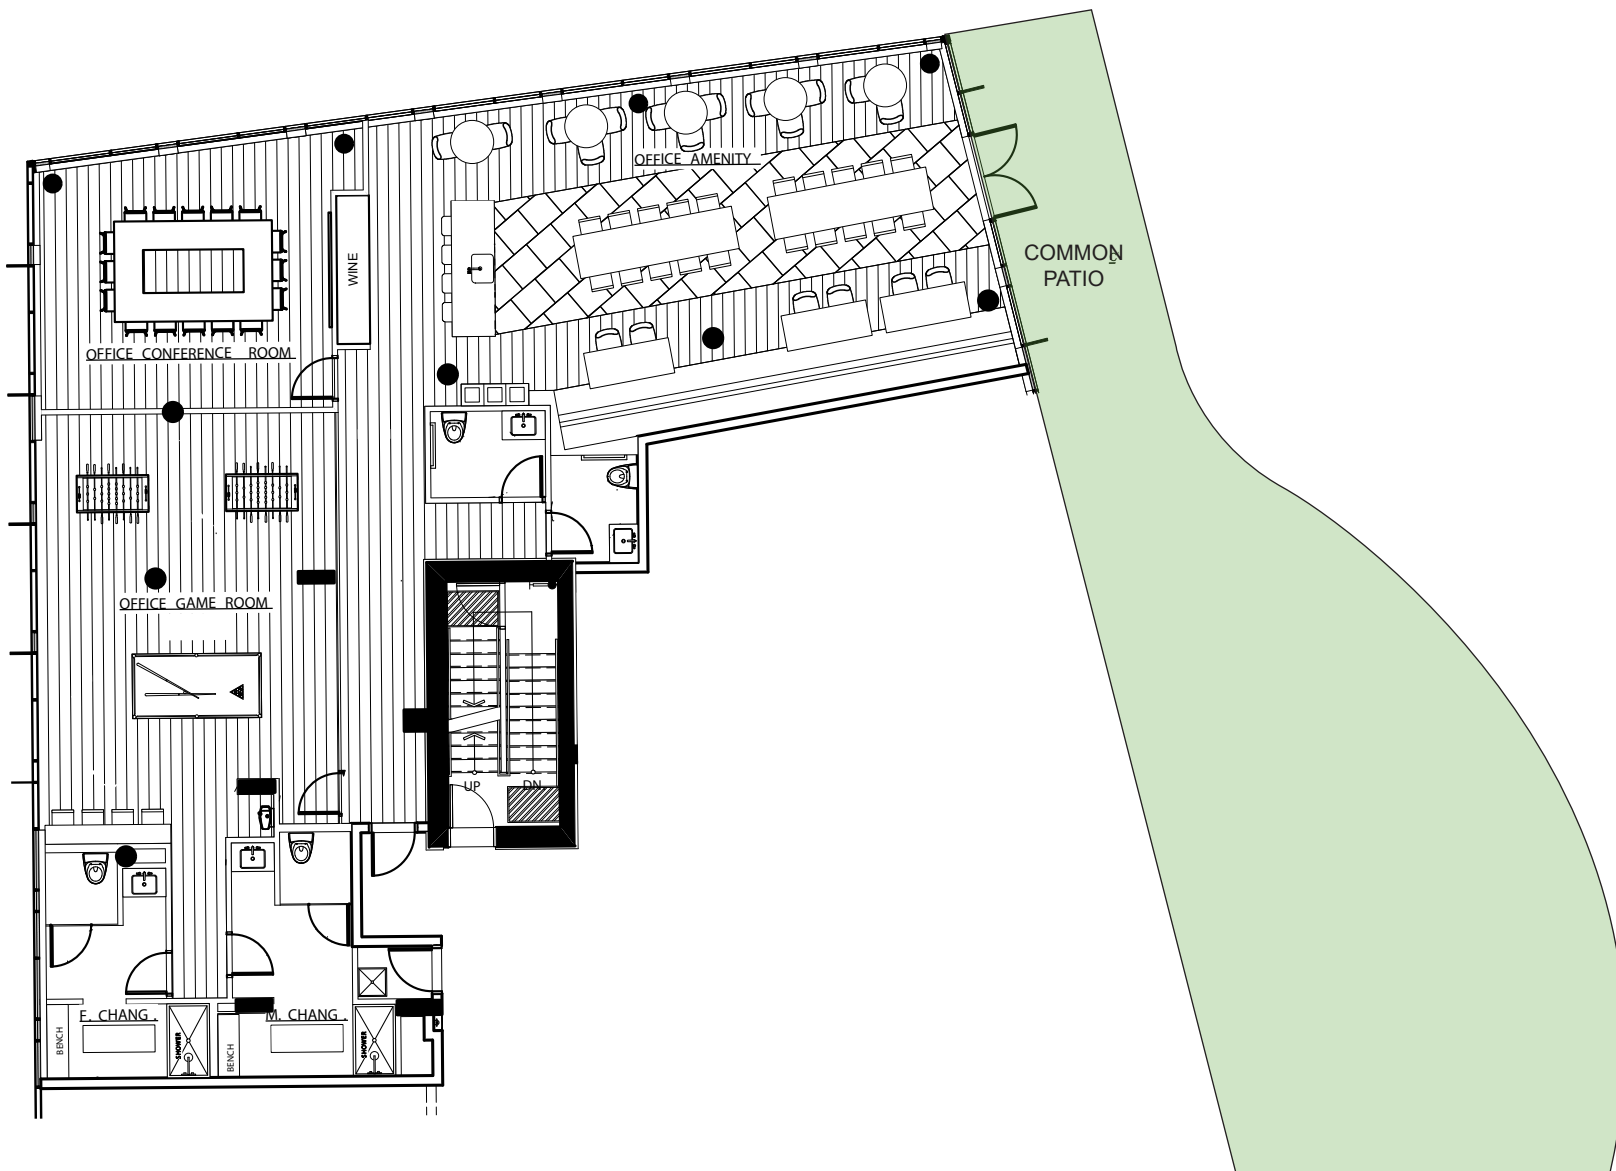 OFFICE AMENITY
WINE
COMMON
PATIO
OFFICE CONFERENCE ROOM
OFFICE GAME ROOM
UP
DN
F. CHANG .
M. CHANG .
BENCH
SHOWER
BENCH
SHOWER